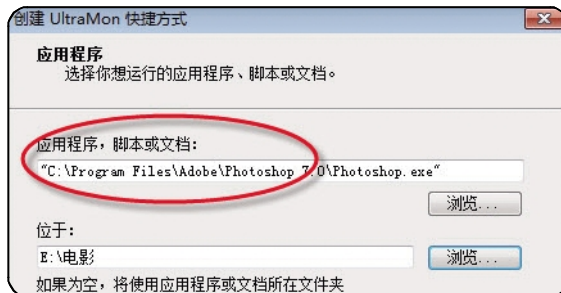 创建 UltraMon 快捷方式
应用程序
选择你想运行的应用程序、脚本或文档。
应用程序，脚本或文档:
"C:\Program Files\Adobe\Photoshop 7.0\Photoshop.exe"
浏览...
位于:
E:\电影
浏览...
如果为空，将使用应用程序或文档所在文件夹